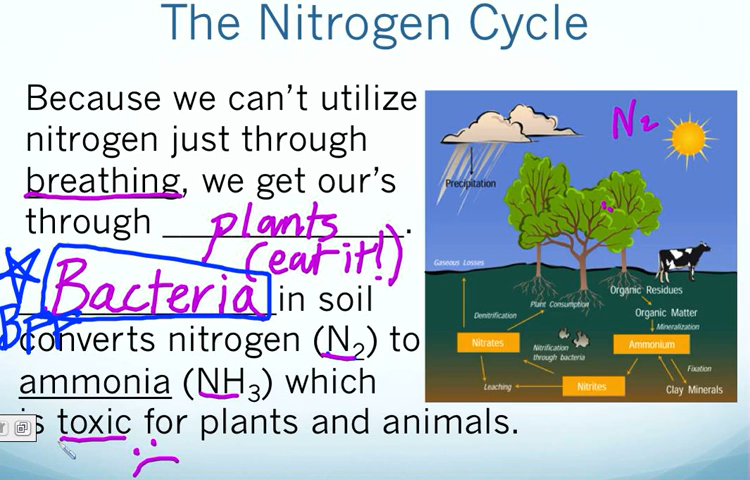 The Nitrogen Cycle
Because we can't utilize
nitrogen just through
breathing, we get our's
through plants.
(eat it!)
Bacteria in soil
BFF
converts nitrogen (N₂) to
ammonia (NH₃) which
is toxic for plants and animals.
N₂
Precipitation
Gaseous Losses
Organic Residues
Plant Consumption
Organic Matter
Denitrification
Mineralization
Nitrates
Nitrification
through bacteria
Ammonium
Fixation
Leaching
Nitrites
Clay Minerals